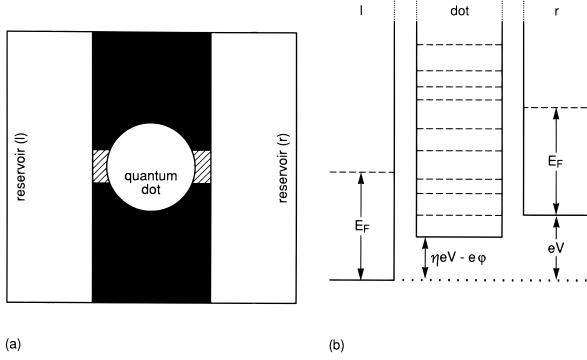 l dot r
reservoir (l)
quantum
dot
reservoir (r)
E_F
E_F
eV
ηeV - eφ
(a)
(b)